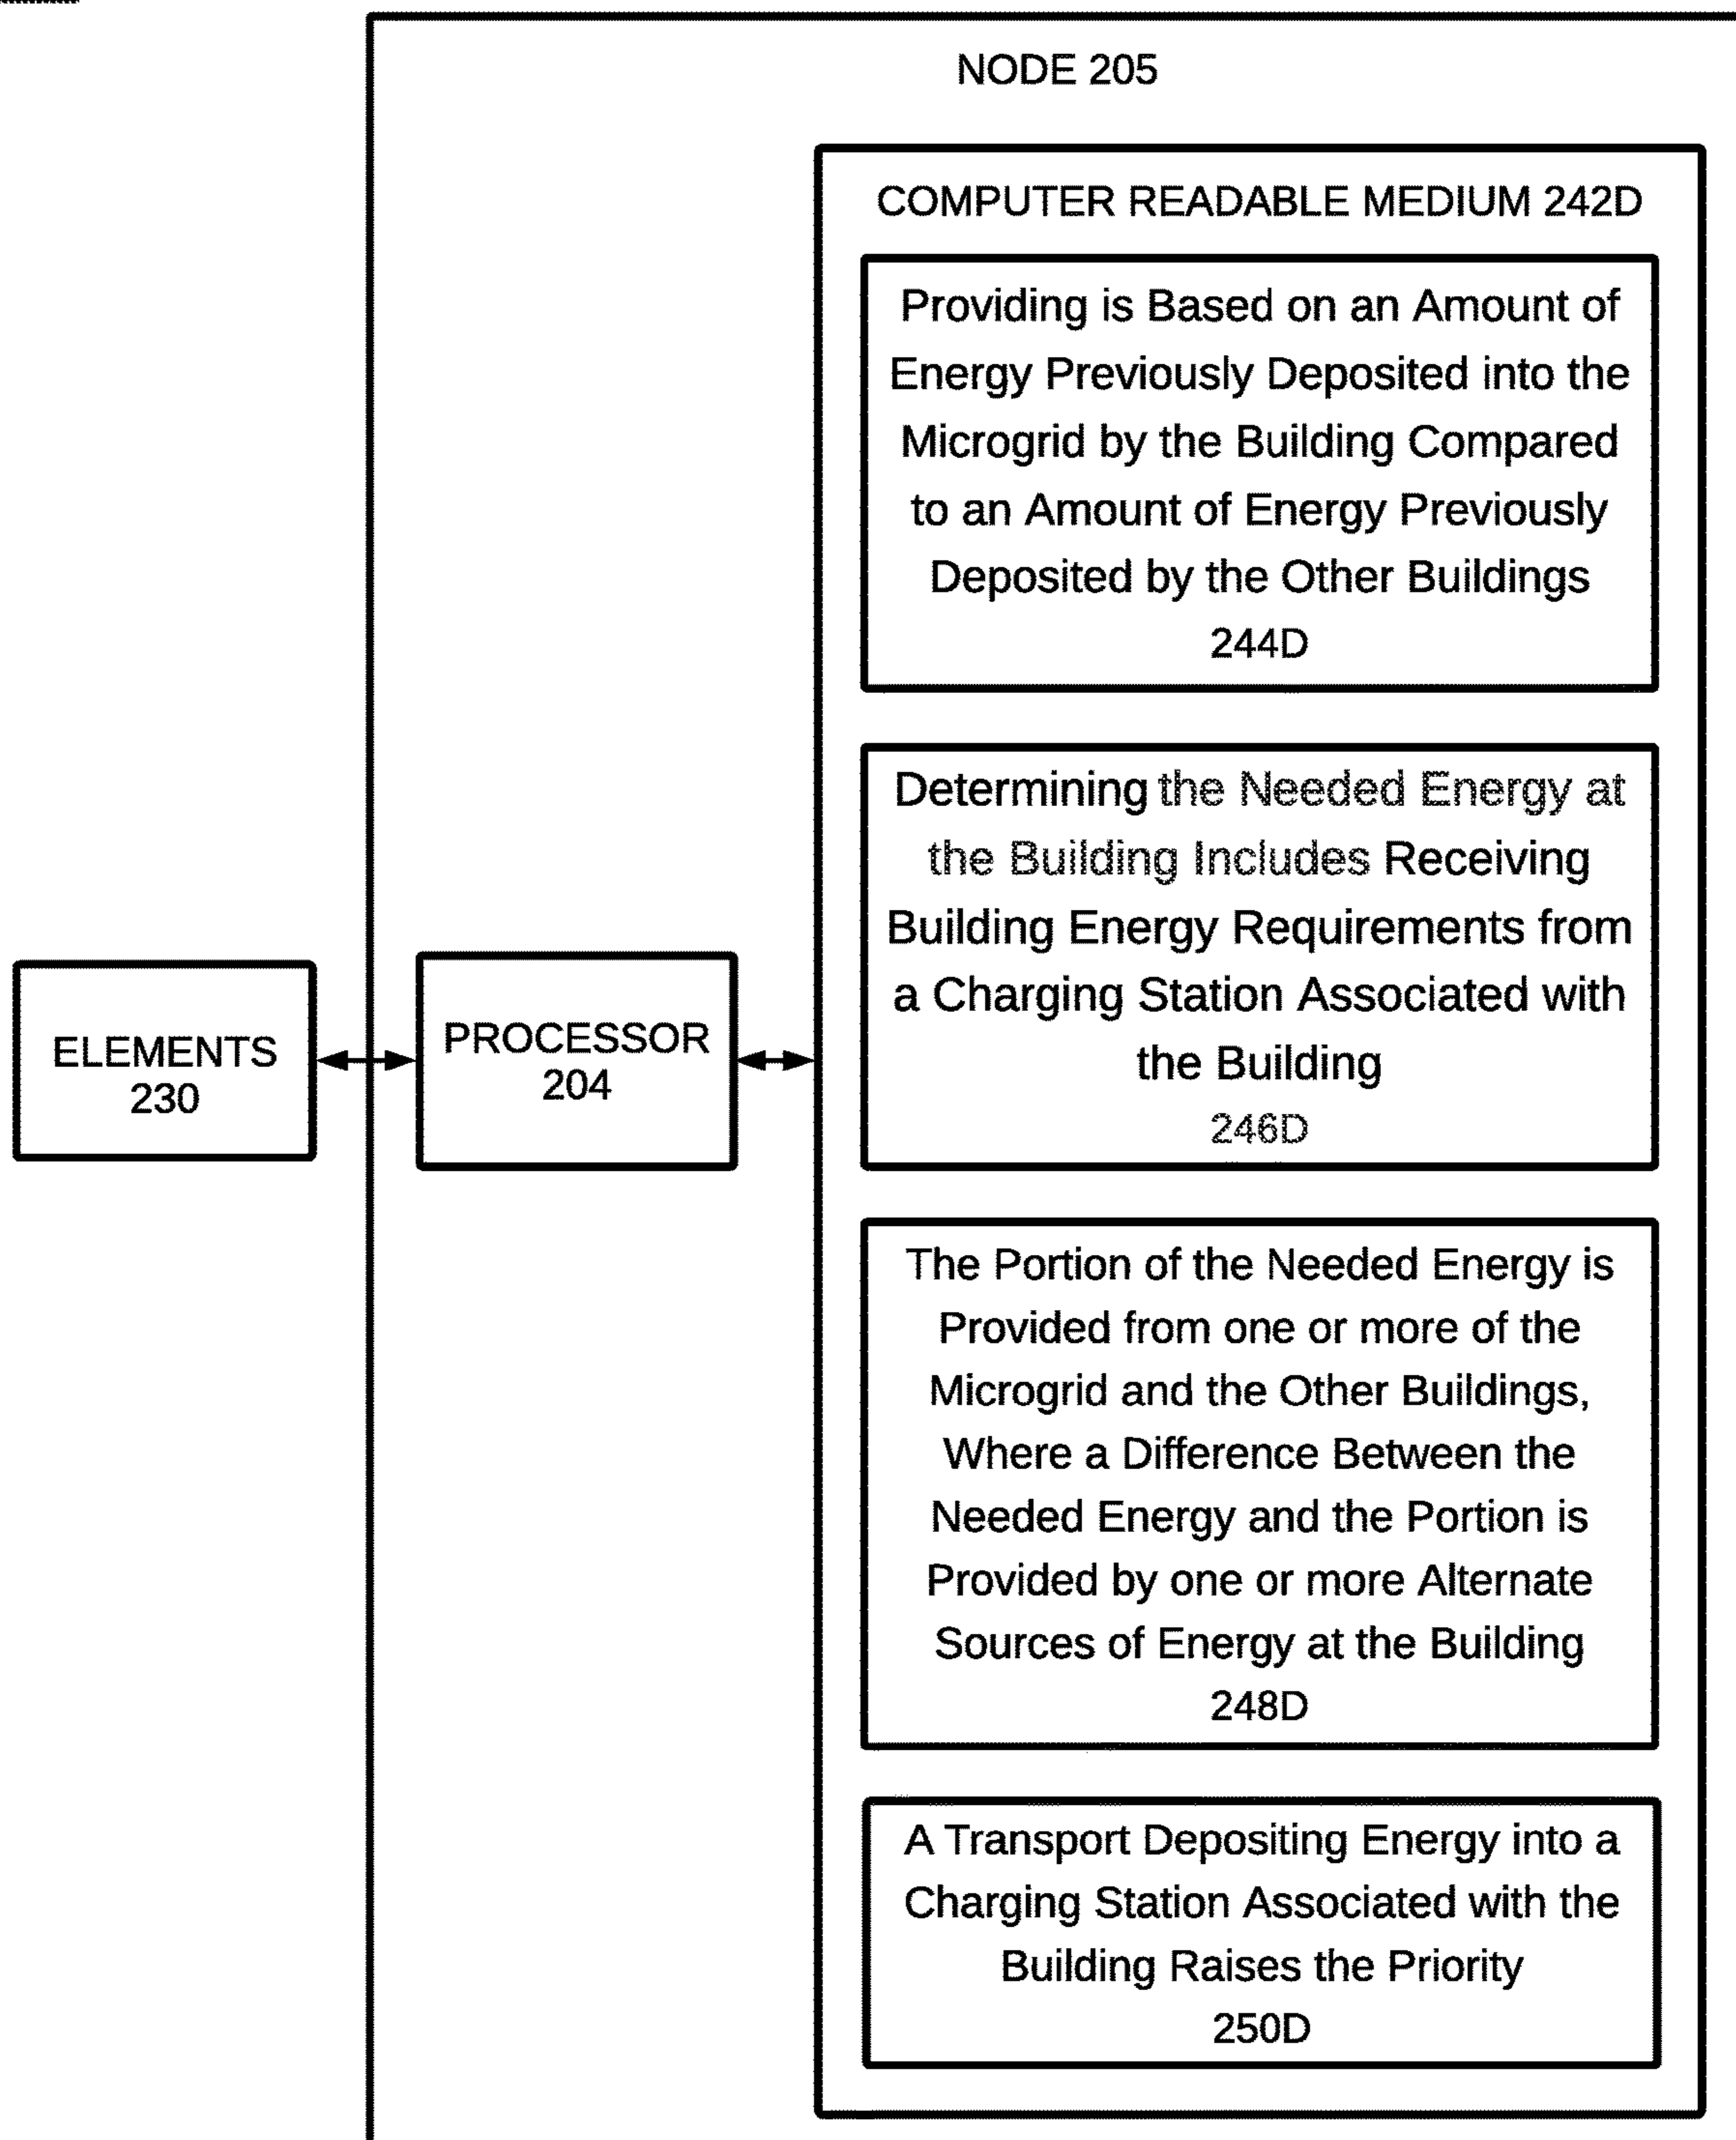 NODE 205
COMPUTER READABLE MEDIUM 242D
Providing is Based on an Amount of
Energy Previously Deposited into the
Microgrid by the Building Compared
to an Amount of Energy Previously
Deposited by the Other Buildings
244D
Determining the Needed Energy at
the Building Includes Receiving
Building Energy Requirements from
a Charging Station Associated with
the Building
246D
ELEMENTS
230
PROCESSOR
204
The Portion of the Needed Energy is
Provided from one or more of the
Microgrid and the Other Buildings,
Where a Difference Between the
Needed Energy and the Portion is
Provided by one or more Alternate
Sources of Energy at the Building
248D
A Transport Depositing Energy into a
Charging Station Associated with the
Building Raises the Priority
250D